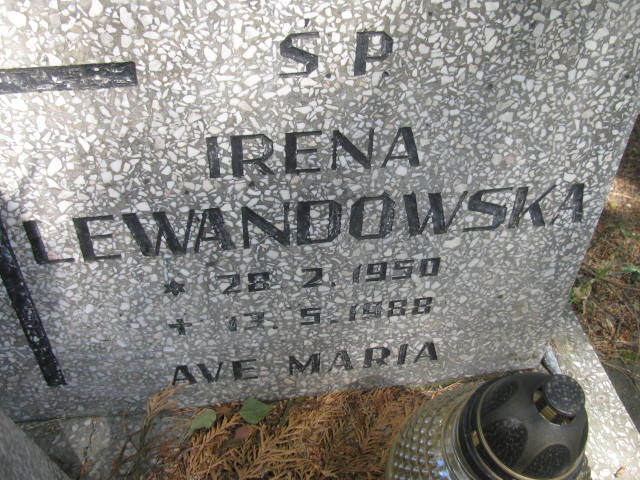 Ś.P.
IRENA
LEWANDOWSKA
* 28.2.1950
+ 13.5.1988
AVE MARIA